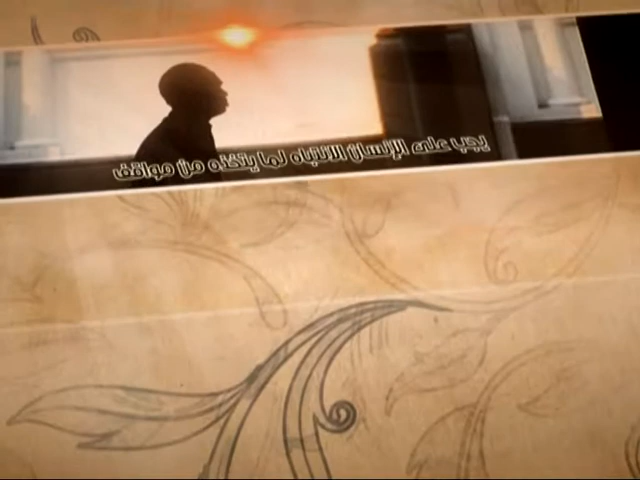 يجب على الإنسان الانتباه لما يتخذه من مواقف